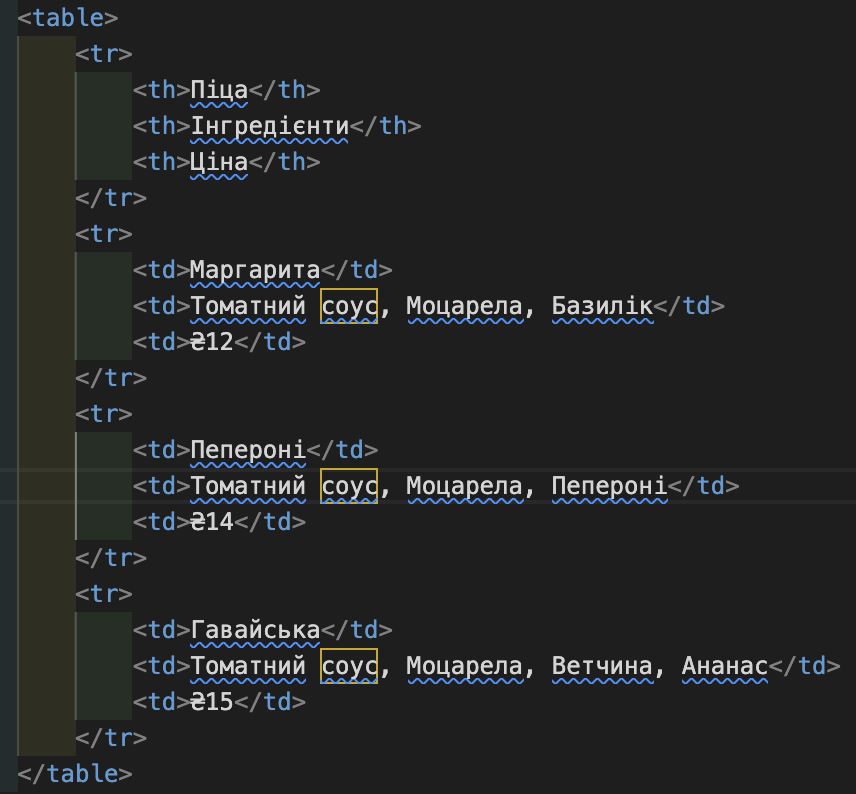 <table>
<tr>
<th>Піца</th>
<th>Інгредієнти</th>
<th>Ціна</th>
</tr>
<tr>
<td>Маргарита</td>
<td>Томатний соус, Моцарела, Базилік</td>
<td>₴12</td>
</tr>
<tr>
<td>Пепероні</td>
<td>Томатний соус, Моцарела, Пепероні</td>
<td>₴14</td>
</tr>
<tr>
<td>Гавайська</td>
<td>Томатний соус, Моцарела, Ветчина, Ананас</td>
<td>₴15</td>
</tr>
</table>